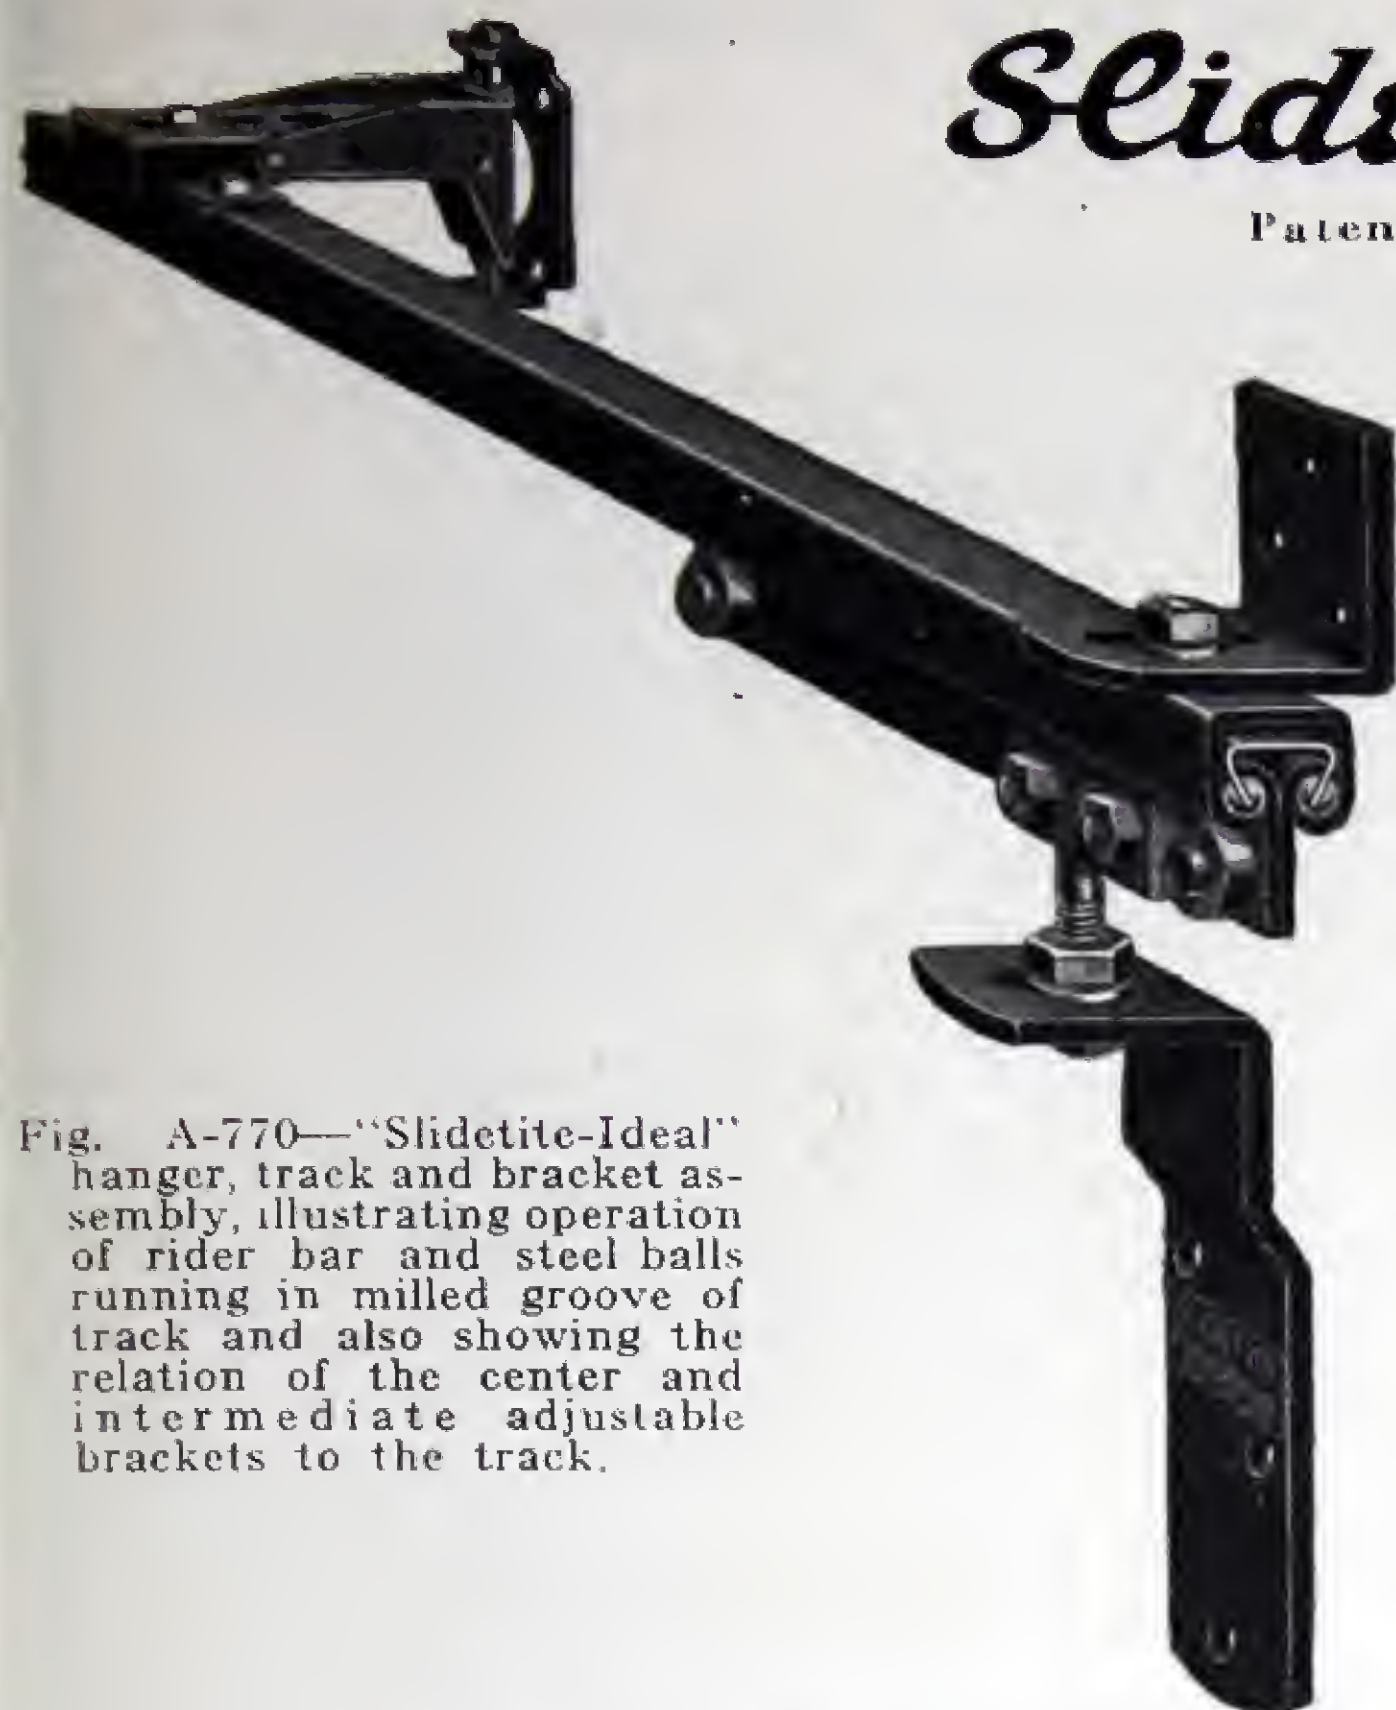 Slid
Paten
Fig. A-770—"Slidetite-Ideal"
hanger, track and bracket as-
sembly, illustrating operation
of rider bar and steel balls
running in milled groove of
track and also showing the
relation of the center and
intermediate adjustable
brackets to the track.